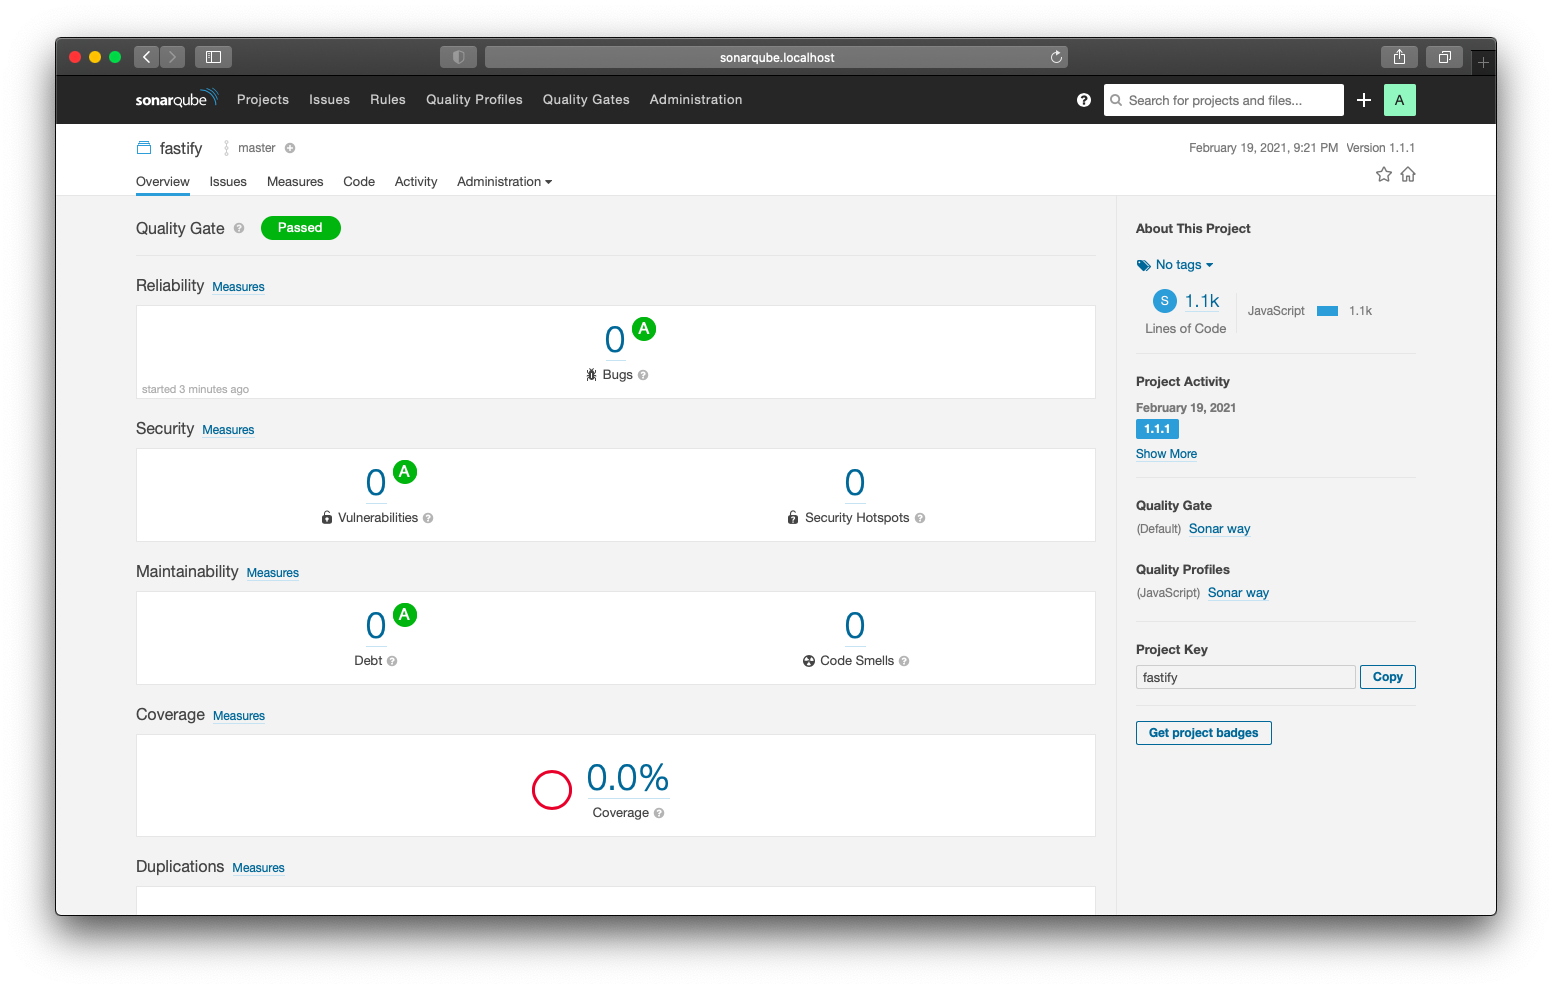 sonarqube.localhost
sonarqube Projects Issues Rules Quality Profiles Quality Gates Administration ? Search for projects and files... A
fastify master February 19, 2021, 9:21 PM Version 1.1.1
Overview Issues Measures Code Activity Administration
Quality Gate ? Passed
Reliability Measures
0 A
Bugs ?
started 3 minutes ago
Security Measures
0 A
Vulnerabilities ?
0
Security Hotspots ?
Maintainability Measures
0 A
Debt ?
0
Code Smells ?
Coverage Measures
0.0%
Coverage ?
Duplications Measures
About This Project
No tags
S 1.1k
Lines of Code
JavaScript 1.1k
Project Activity
February 19, 2021
1.1.1
Show More
Quality Gate
(Default) Sonar way
Quality Profiles
(JavaScript) Sonar way
Project Key
fastify Copy
Get project badges